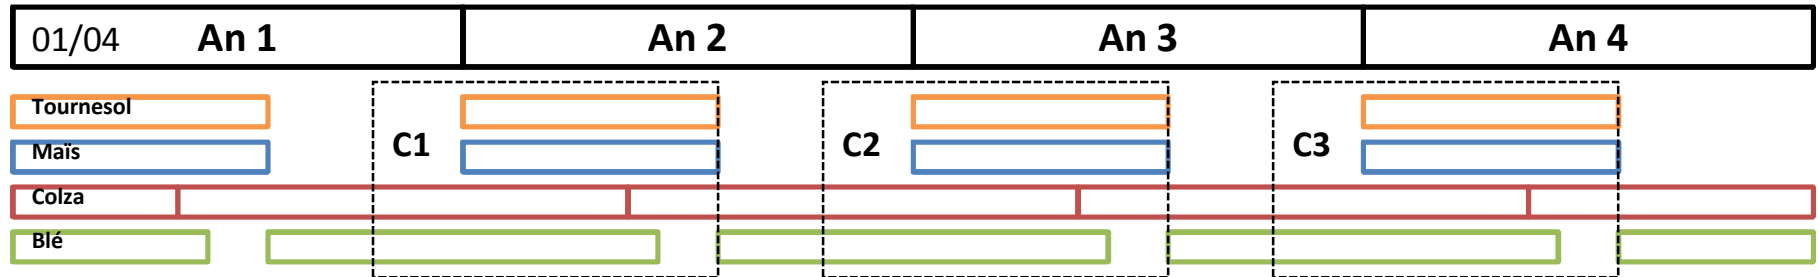 01/04 An 1 An 2 An 3 An 4
Tournesol
Maïs
C1 C2 C3
Colza
Blé